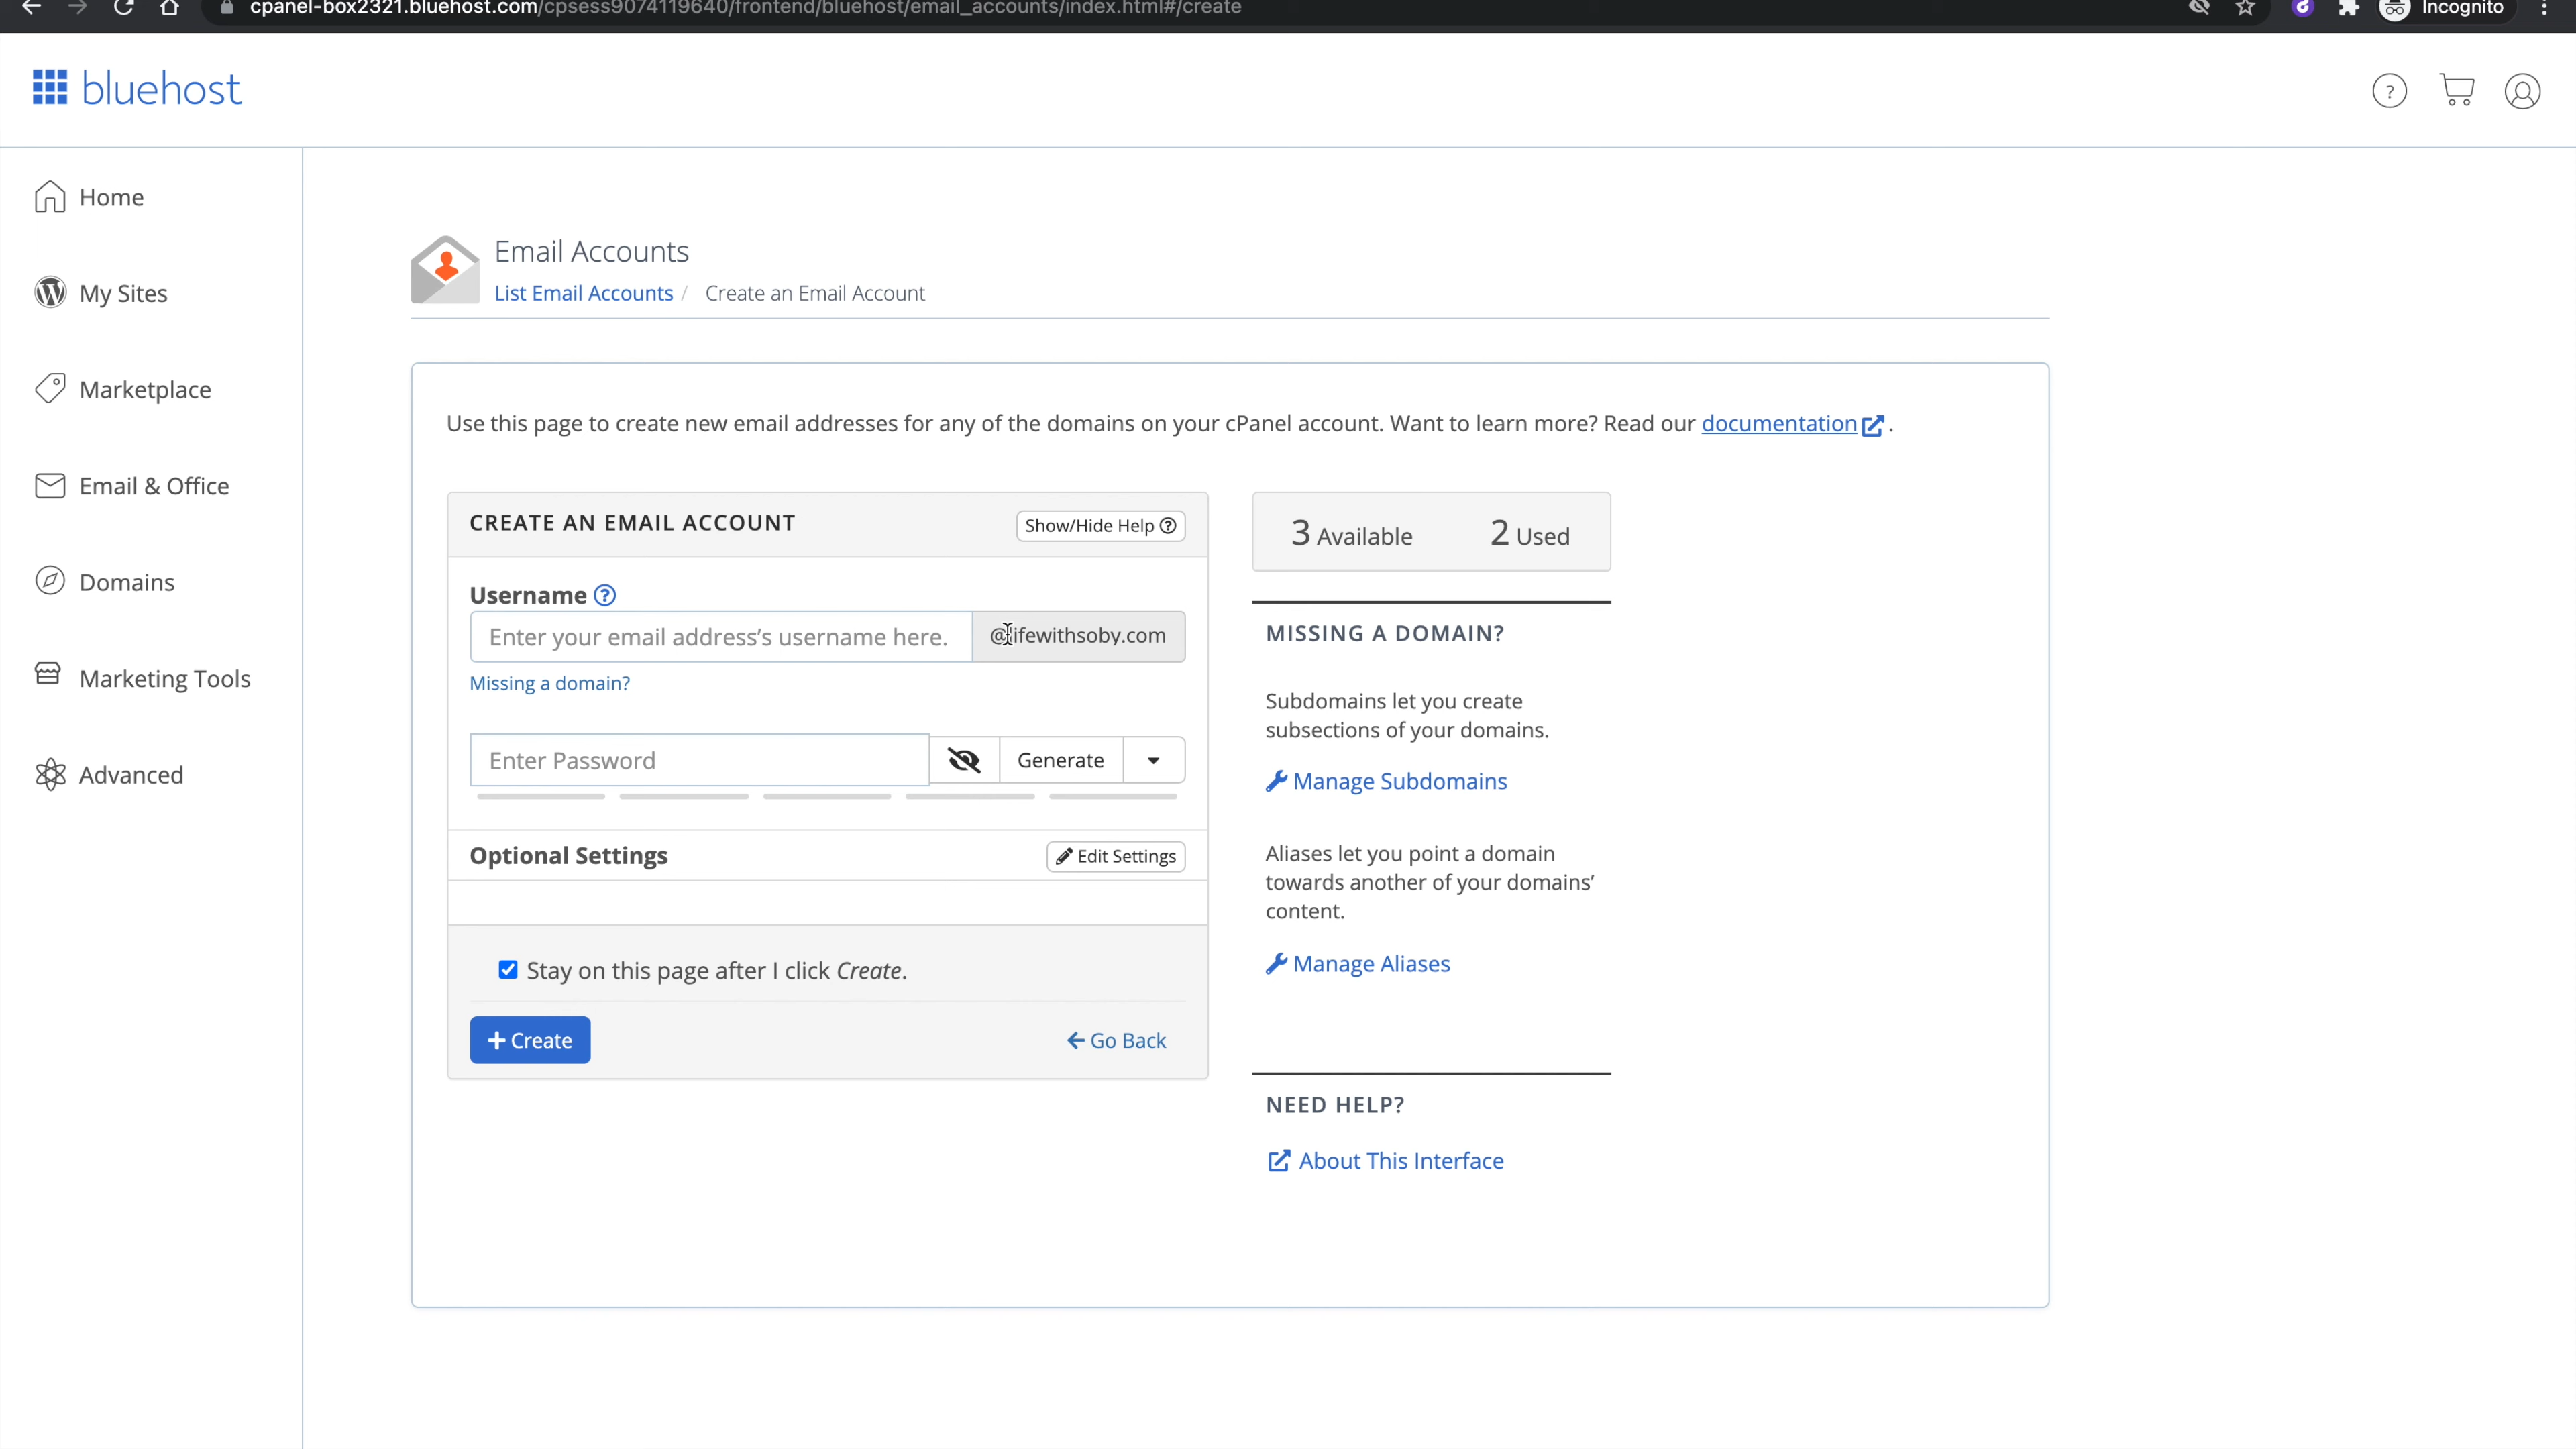 cpanel-box2321.bluehost.com/cpsess9074119640/frontend/bluehost/email_accounts/index.html#/create
Incognito
bluehost
?
Home
My Sites
Marketplace
Email & Office
Domains
Marketing Tools
Advanced
Email Accounts
List Email Accounts / Create an Email Account
Use this page to create new email addresses for any of the domains on your cPanel account. Want to learn more? Read our documentation .
CREATE AN EMAIL ACCOUNT
Show/Hide Help ?
Username ?
Enter your email address’s username here.
@lifewithsoby.com
Missing a domain?
Enter Password
Generate
Optional Settings
Edit Settings
Stay on this page after I click Create.
+ Create
Go Back
3 Available
2 Used
MISSING A DOMAIN?
Subdomains let you create
subsections of your domains.
Manage Subdomains
Aliases let you point a domain
towards another of your domains’
content.
Manage Aliases
NEED HELP?
About This Interface